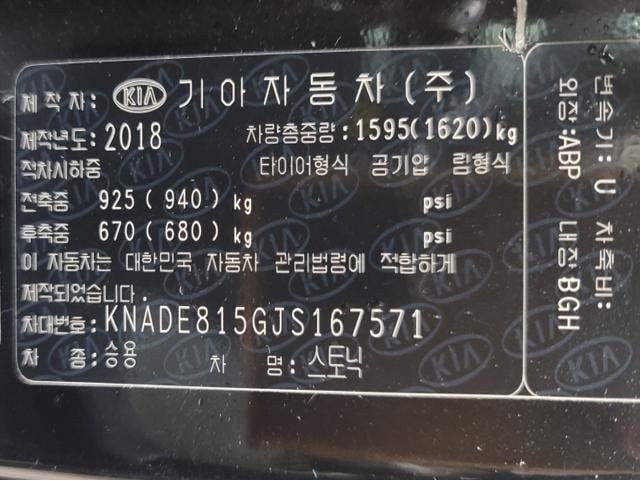 제 작 자: KIA 기아자동차(주)
제작년도: 2018 차량총중량: 1595(1620)kg
적차시하중 타이어형식 공기압 림형식
전축중 925 ( 940) kg psi
후축중 670 ( 680) kg psi
이 자동차는 대한민국 자동차 관리법령에 적합하게
제작되었습니다.
차대번호: KNADE815GJS167571
차 종: 승용 차 명: 스토닉
변속기: U 차축비:
외장: ABP 내장 BGH